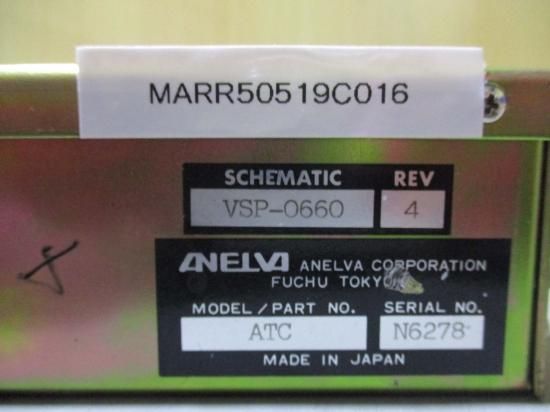 MARR50519C016
SCHEMATIC REV
VSP-0660 4
ANELVA ANELVA CORPORATION
FUCHU TOKYO
MODEL/PART NO. SERIAL NO.
ATC N6278
MADE IN JAPAN